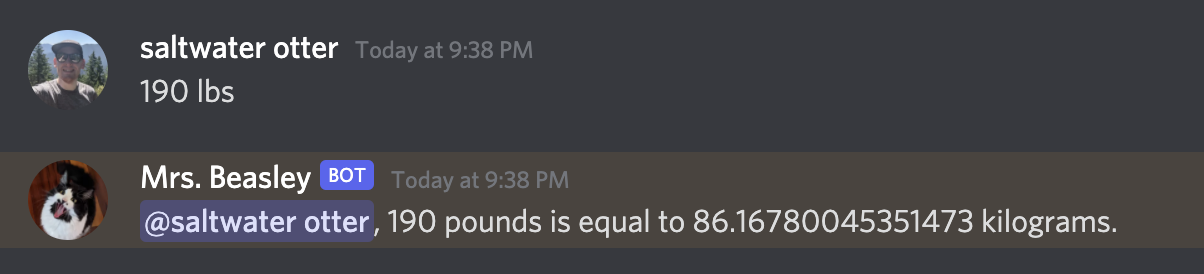 saltwater otter Today at 9:38 PM
190 lbs
Mrs. Beasley BOT Today at 9:38 PM
@saltwater otter, 190 pounds is equal to 86.16780045351473 kilograms.